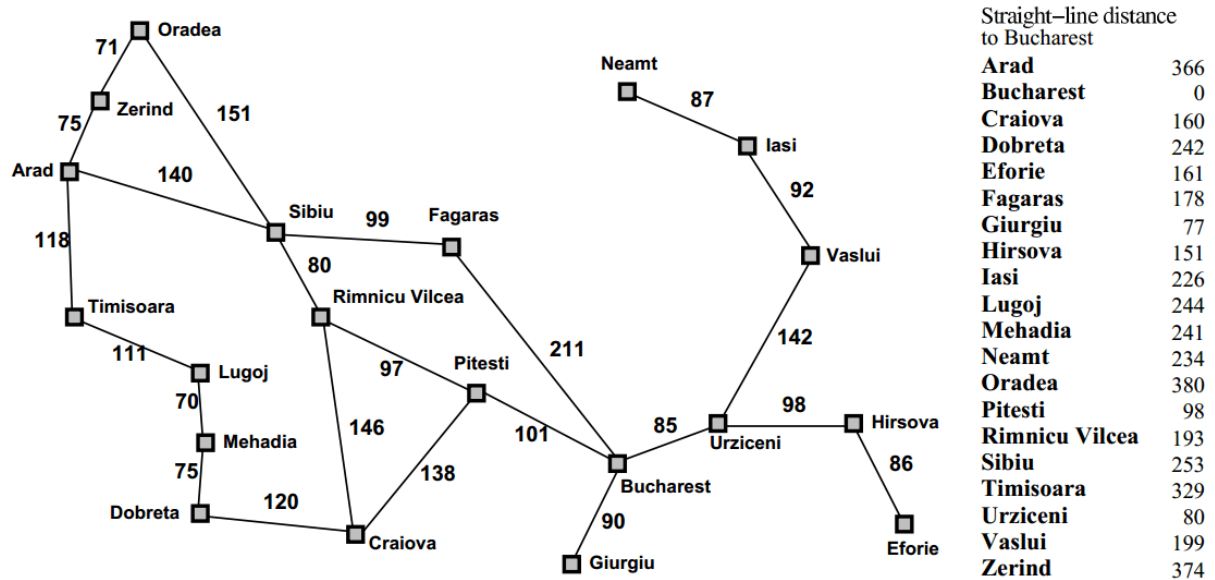 Oradea
71
Neamt
Zerind
87
151
75
Iasi
Arad
140
92
Sibiu
99
Fagaras
118
Vaslui
80
Timisoara
Rimnicu Vilcea
142
211
111
Lugoj
97
Pitesti
70
98
Hirsova
146
85
Urziceni
Mehadia
101
86
75
138
Bucharest
120
Dobreta
90
Craiova
Eforie
Giurgiu
Straight−line distance
to Bucharest
Arad 366
Bucharest 0
Craiova 160
Dobreta 242
Eforie 161
Fagaras 178
Giurgiu 77
Hirsova 151
Iasi 226
Lugoj 244
Mehadia 241
Neamt 234
Oradea 380
Pitesti 98
Rimnicu Vilcea 193
Sibiu 253
Timisoara 329
Urziceni 80
Vaslui 199
Zerind 374